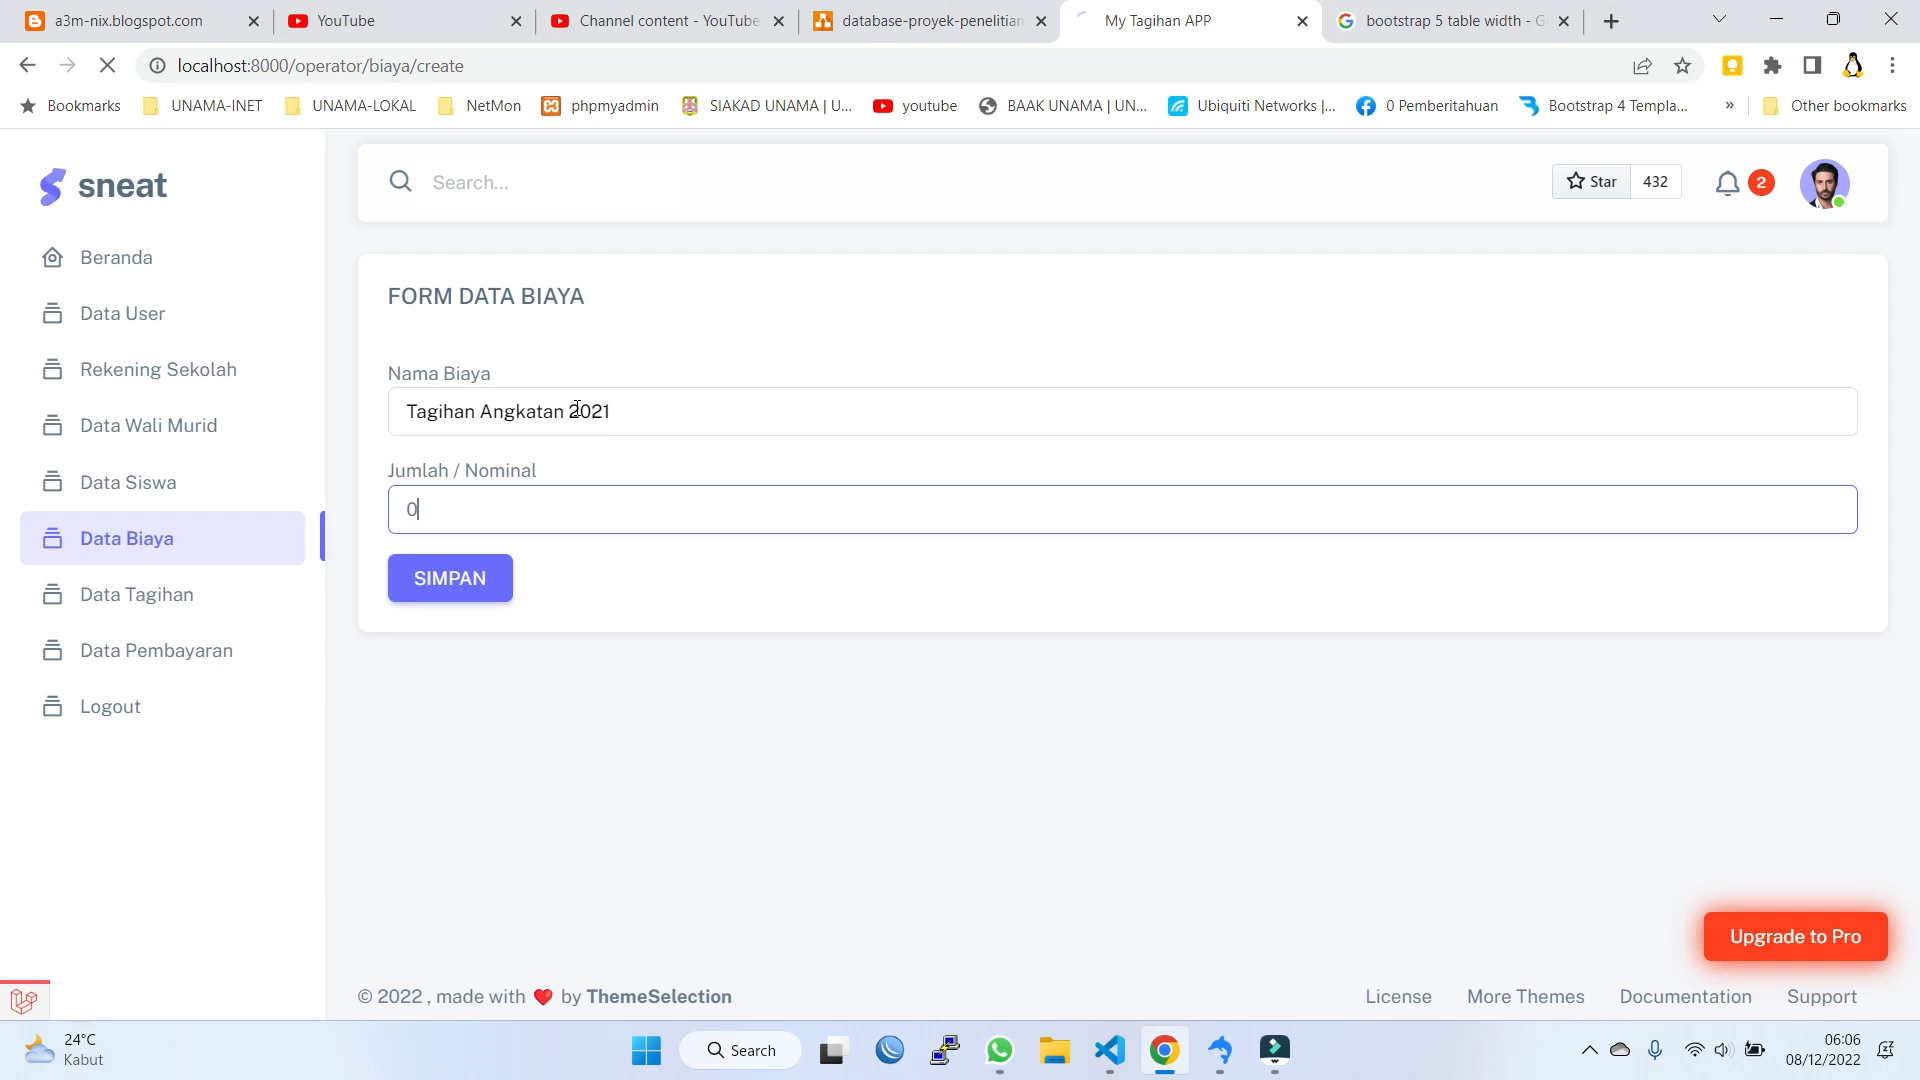 a3m-nix.blogspot.com
YouTube
Channel content - YouTube
database-proyek-penelitian
My Tagihan APP
bootstrap 5 table width - G
localhost:8000/operator/biaya/create
Bookmarks
UNAMA-INET
UNAMA-LOKAL
NetMon
phpmyadmin
SIAKAD UNAMA | U...
youtube
BAAK UNAMA | UN...
Ubiquiti Networks |...
0 Pemberitahuan
Bootstrap 4 Templa...
»
Other bookmarks
sneat
Search...
Star
432
2
Beranda
Data User
Rekening Sekolah
Data Wali Murid
Data Siswa
Data Biaya
Data Tagihan
Data Pembayaran
Logout
FORM DATA BIAYA
Nama Biaya
Tagihan Angkatan 2021
Jumlah / Nominal
0
SIMPAN
Upgrade to Pro
© 2022 , made with ❤️ by ThemeSelection
License
More Themes
Documentation
Support
24°C
Kabut
Search
06:06
08/12/2022